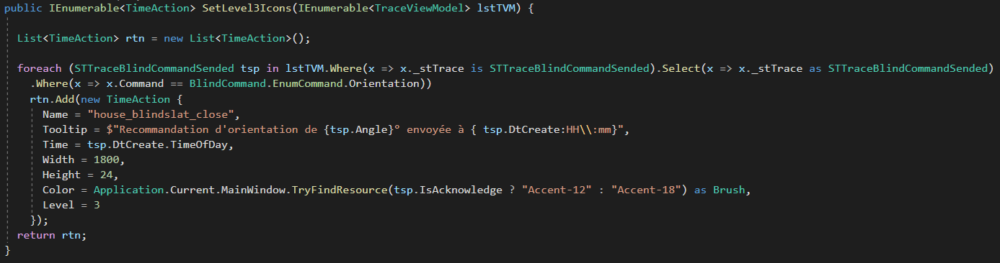 public IEnumerable<TimeAction> SetLevel3Icons(IEnumerable<TraceViewModel> lstTVM) {
List<TimeAction> rtn = new List<TimeAction>();
foreach (STTraceBlindCommandSended tsp in lstTVM.Where(x => x._stTrace is STTraceBlindCommandSended).Select(x => x._stTrace as STTraceBlindCommandSended)
.Where(x => x.Command == BlindCommand.EnumCommand.Orientation))
rtn.Add(new TimeAction {
Name = "house_blindslat_close",
Tooltip = $"Recommandation d'orientation de {tsp.Angle}° envoyée à { tsp.DtCreate:HH\\:mm}",
Time = tsp.DtCreate.TimeOfDay,
Width = 1800,
Height = 24,
Color = Application.Current.MainWindow.TryFindResource(tsp.IsAcknowledge ? "Accent-12" : "Accent-18") as Brush,
Level = 3
});
return rtn;
}